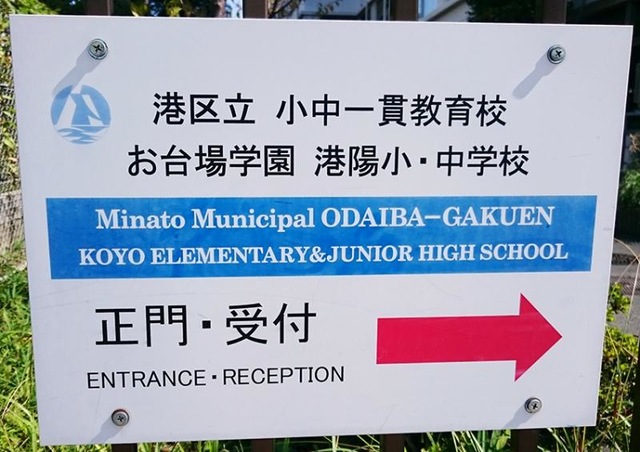 港区立 小中一貫教育校
お台場学園 港陽小・中学校
Minato Municipal ODAIBA-GAKUEN
KOYO ELEMENTARY&JUNIOR HIGH SCHOOL
正門・受付
ENTRANCE・RECEPTION